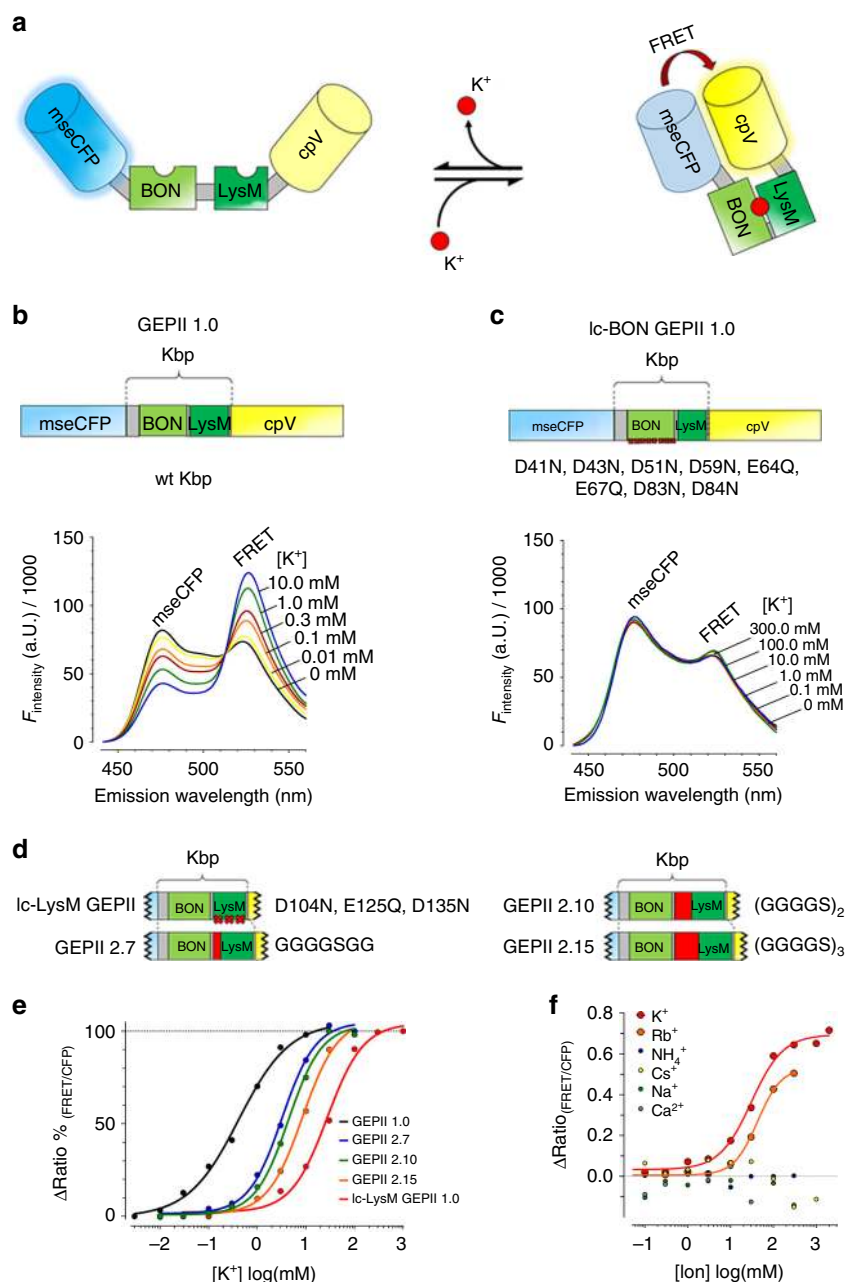 a
mseCFP
BON
LysM
cpV
K+
K+
FRET
mseCFP
cpV
BON
LysM
b
GEPII 1.0
Kbp
mseCFP
BON
LysM
cpV
wt Kbp
150
100
50
0
F intensity (a.U.) / 1000
mseCFP
FRET
[K+]
10.0 mM
1.0 mM
0.3 mM
0.1 mM
0.01 mM
0 mM
450
500
550
Emission wavelength (nm)
c
lc-BON GEPII 1.0
Kbp
mseCFP
BON
LysM
cpV
D41N, D43N, D51N, D59N, E64Q,
E67Q, D83N, D84N
150
100
50
0
F intensity (a.U.) / 1000
mseCFP
FRET
[K+]
300.0 mM
100.0 mM
10.0 mM
1.0 mM
0.1 mM
0 mM
450
500
550
Emission wavelength (nm)
d
Kbp
lc-LysM GEPII
BON
LysM
D104N, E125Q, D135N
GEPII 2.7
BON
LysM
GGGGSGG
Kbp
GEPII 2.10
BON
LysM
(GGGGS)2
GEPII 2.15
BON
LysM
(GGGGS)3
e
100
50
0
ΔRatio % (FRET/CFP)
GEPII 1.0
GEPII 2.7
GEPII 2.10
GEPII 2.15
lc-LysM GEPII 1.0
−2
−1
0
1
2
3
[K+] log(mM)
f
0.8
0.6
0.4
0.2
0.0
ΔRatio(FRET/CFP)
K+
Rb+
NH4+
Cs+
Na+
Ca2+
−1
0
1
2
3
[Ion] log(mM)